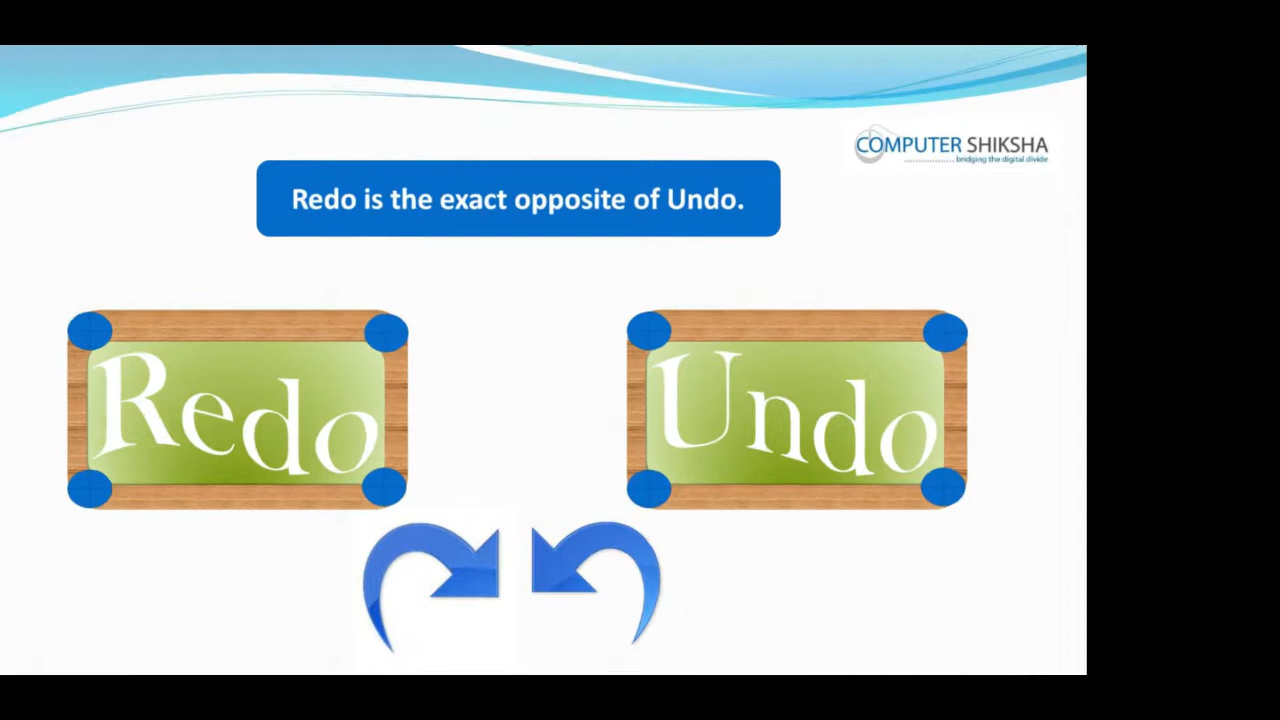 COMPUTER SHIKSHA
bridging the digital divide
Redo is the exact opposite of Undo.
Redo
Undo